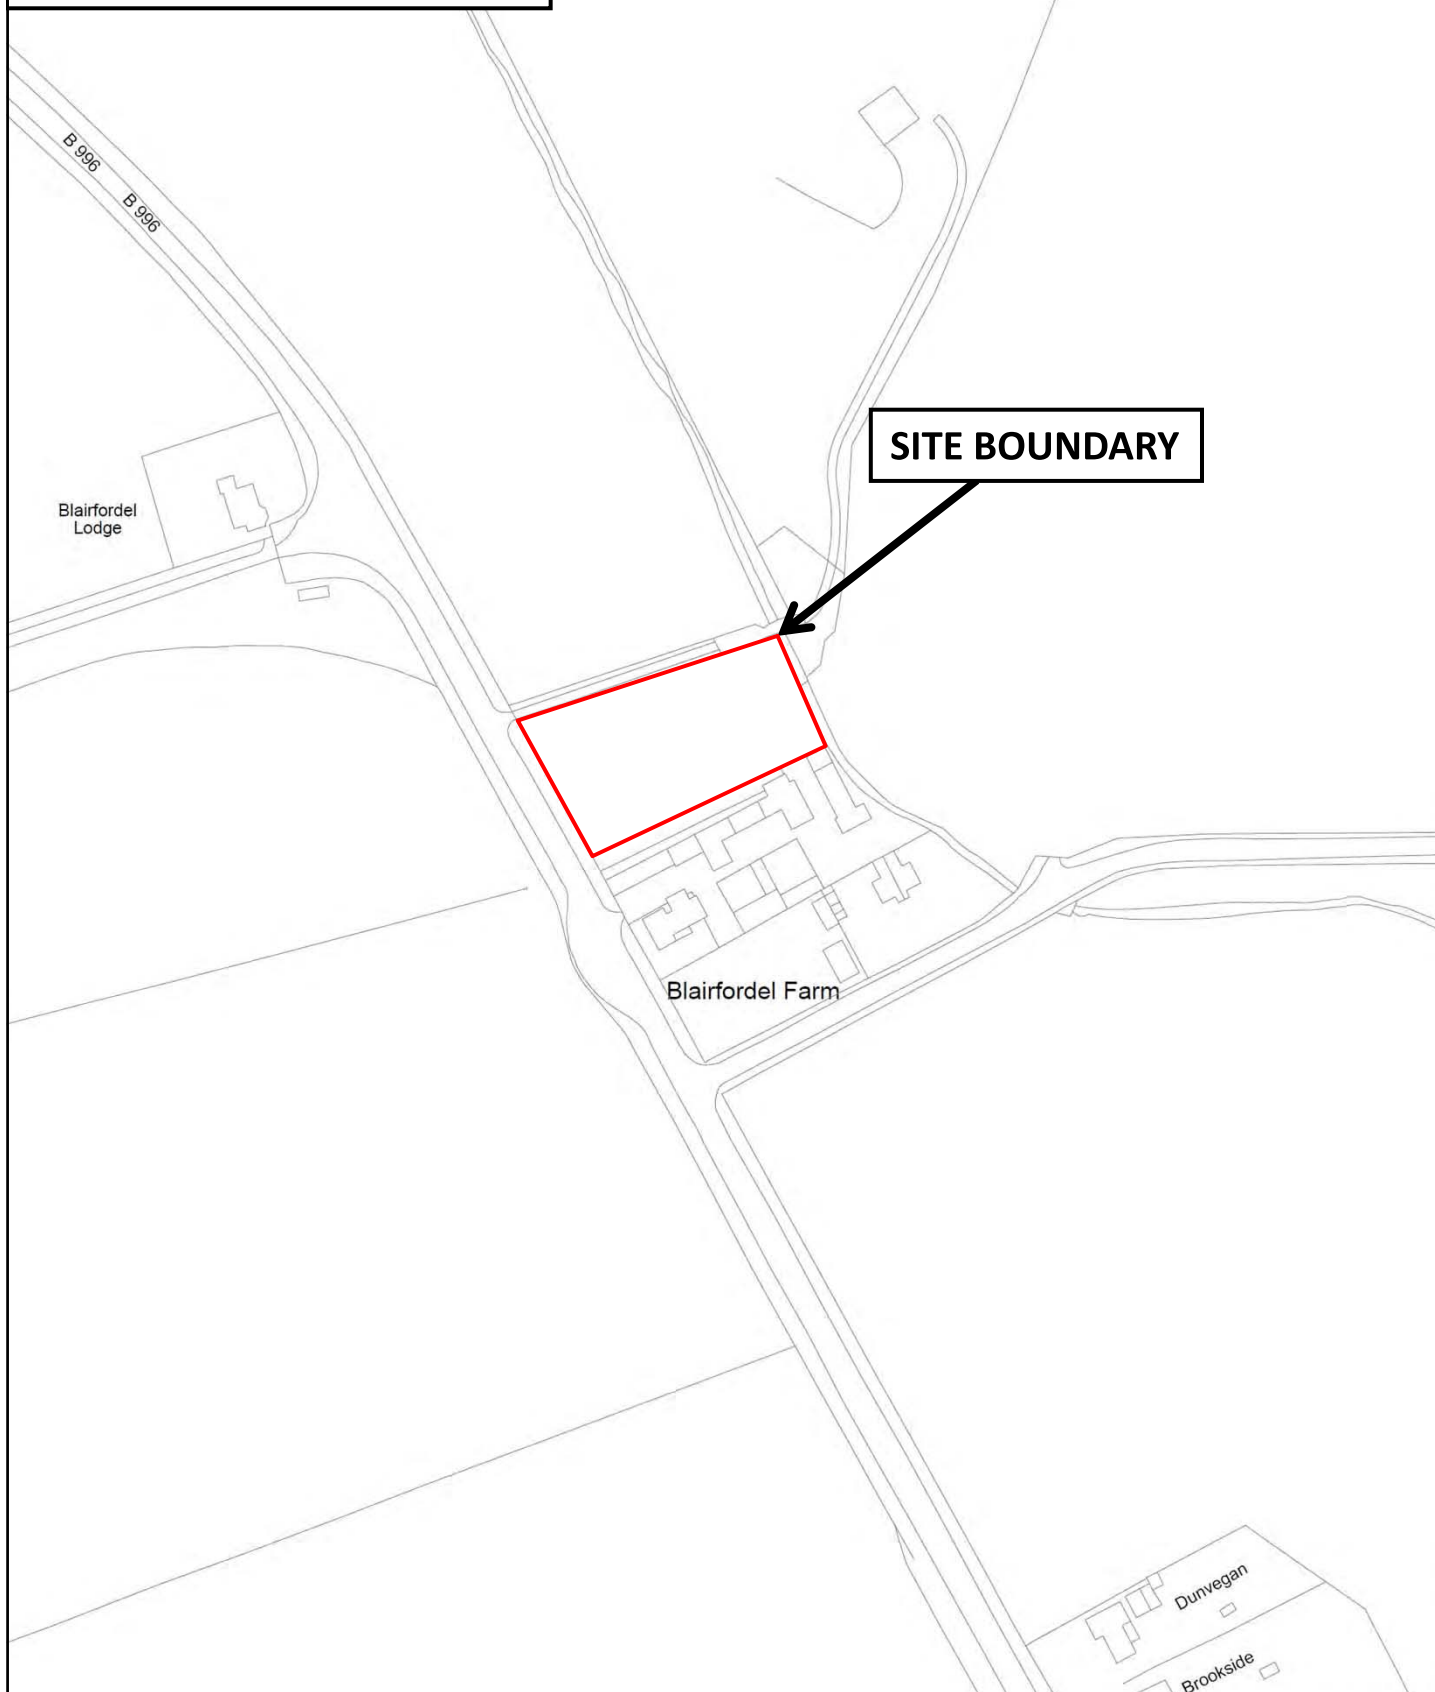 B 996
B 996
SITE BOUNDARY
Blairfordel
Lodge
Blairfordel Farm
Dunvegan
Brookside